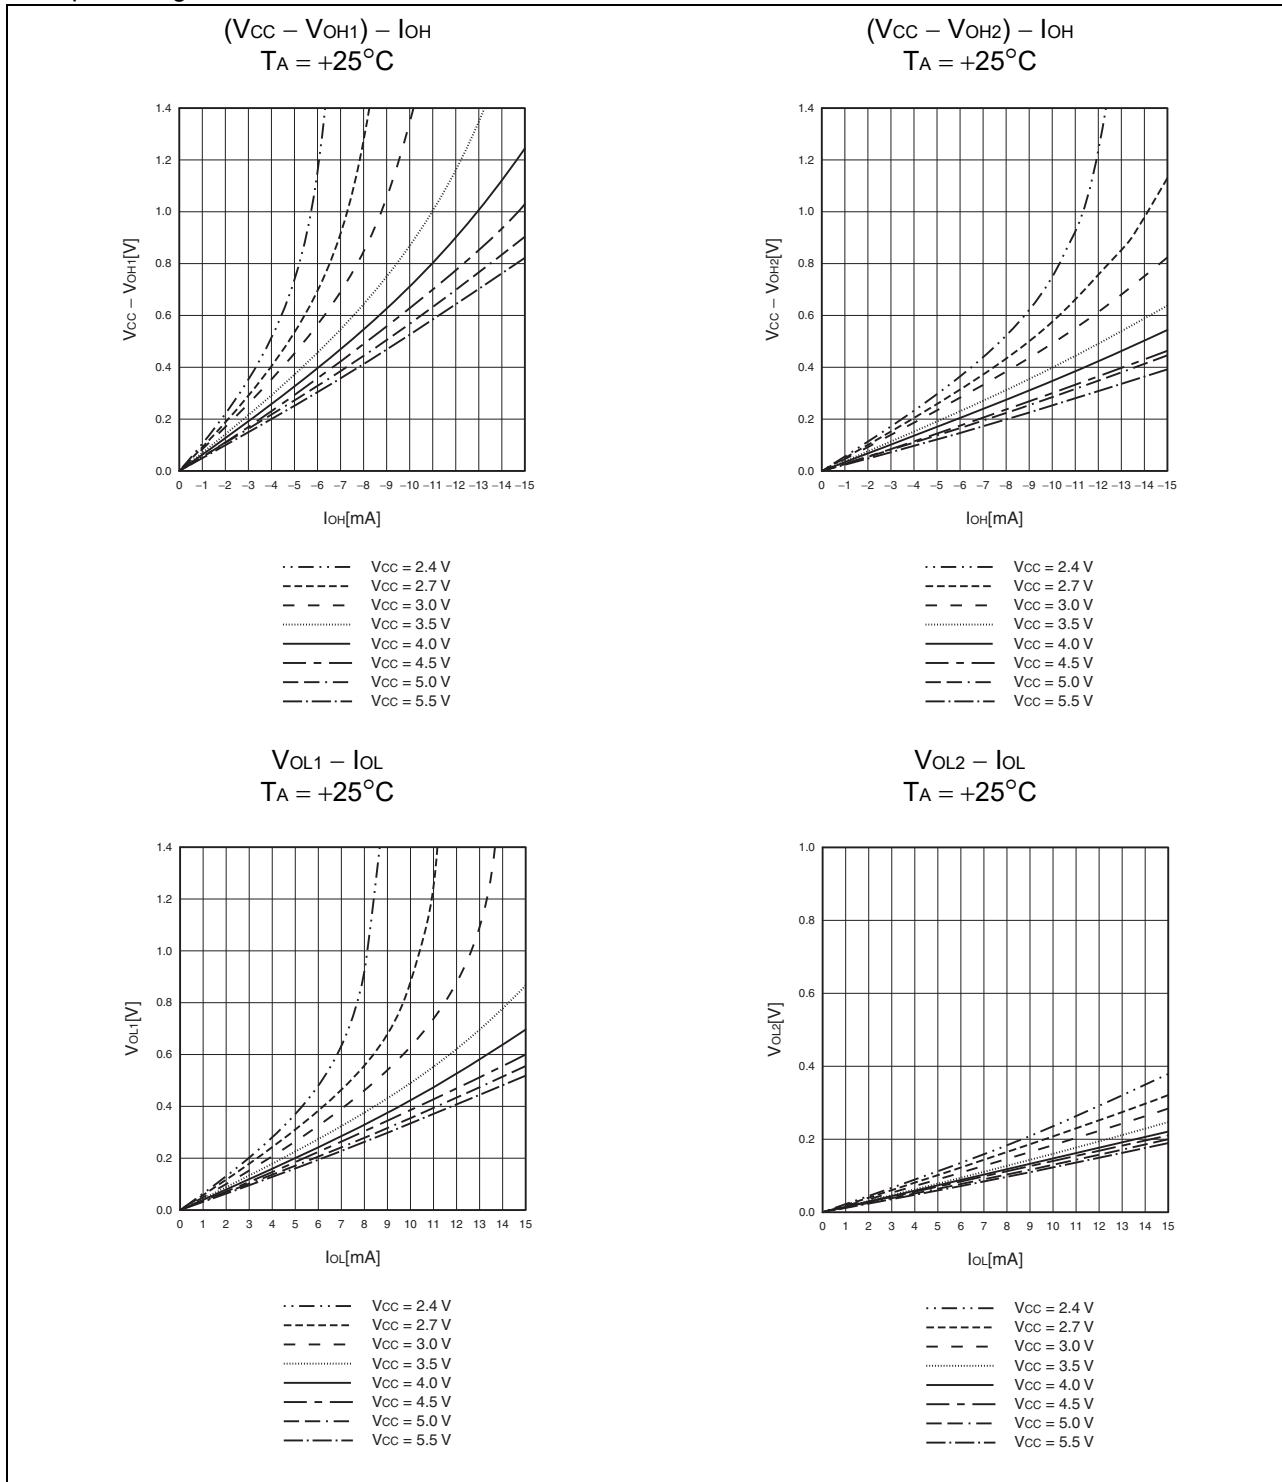 (VCC – VOH1) – IOH
TA = +25°C
1.4
1.2
1.0
0.8
0.6
0.4
0.2
0.0
VCC – VOH1[V]
0 –1 –2 –3 –4 –5 –6 –7 –8 –9 –10 –11 –12 –13 –14 –15
IOH[mA]
VCC = 2.4 V
VCC = 2.7 V
VCC = 3.0 V
VCC = 3.5 V
VCC = 4.0 V
VCC = 4.5 V
VCC = 5.0 V
VCC = 5.5 V
(VCC – VOH2) – IOH
TA = +25°C
1.4
1.2
1.0
0.8
0.6
0.4
0.2
0.0
VCC – VOH2[V]
0 –1 –2 –3 –4 –5 –6 –7 –8 –9 –10 –11 –12 –13 –14 –15
IOH[mA]
VCC = 2.4 V
VCC = 2.7 V
VCC = 3.0 V
VCC = 3.5 V
VCC = 4.0 V
VCC = 4.5 V
VCC = 5.0 V
VCC = 5.5 V
VOL1 – IOL
TA = +25°C
1.4
1.2
1.0
0.8
0.6
0.4
0.2
0.0
VOL1[V]
0 1 2 3 4 5 6 7 8 9 10 11 12 13 14 15
IOL[mA]
VCC = 2.4 V
VCC = 2.7 V
VCC = 3.0 V
VCC = 3.5 V
VCC = 4.0 V
VCC = 4.5 V
VCC = 5.0 V
VCC = 5.5 V
VOL2 – IOL
TA = +25°C
1.0
0.8
0.6
0.4
0.2
0.0
VOL2[V]
0 1 2 3 4 5 6 7 8 9 10 11 12 13 14 15
IOL[mA]
VCC = 2.4 V
VCC = 2.7 V
VCC = 3.0 V
VCC = 3.5 V
VCC = 4.0 V
VCC = 4.5 V
VCC = 5.0 V
VCC = 5.5 V